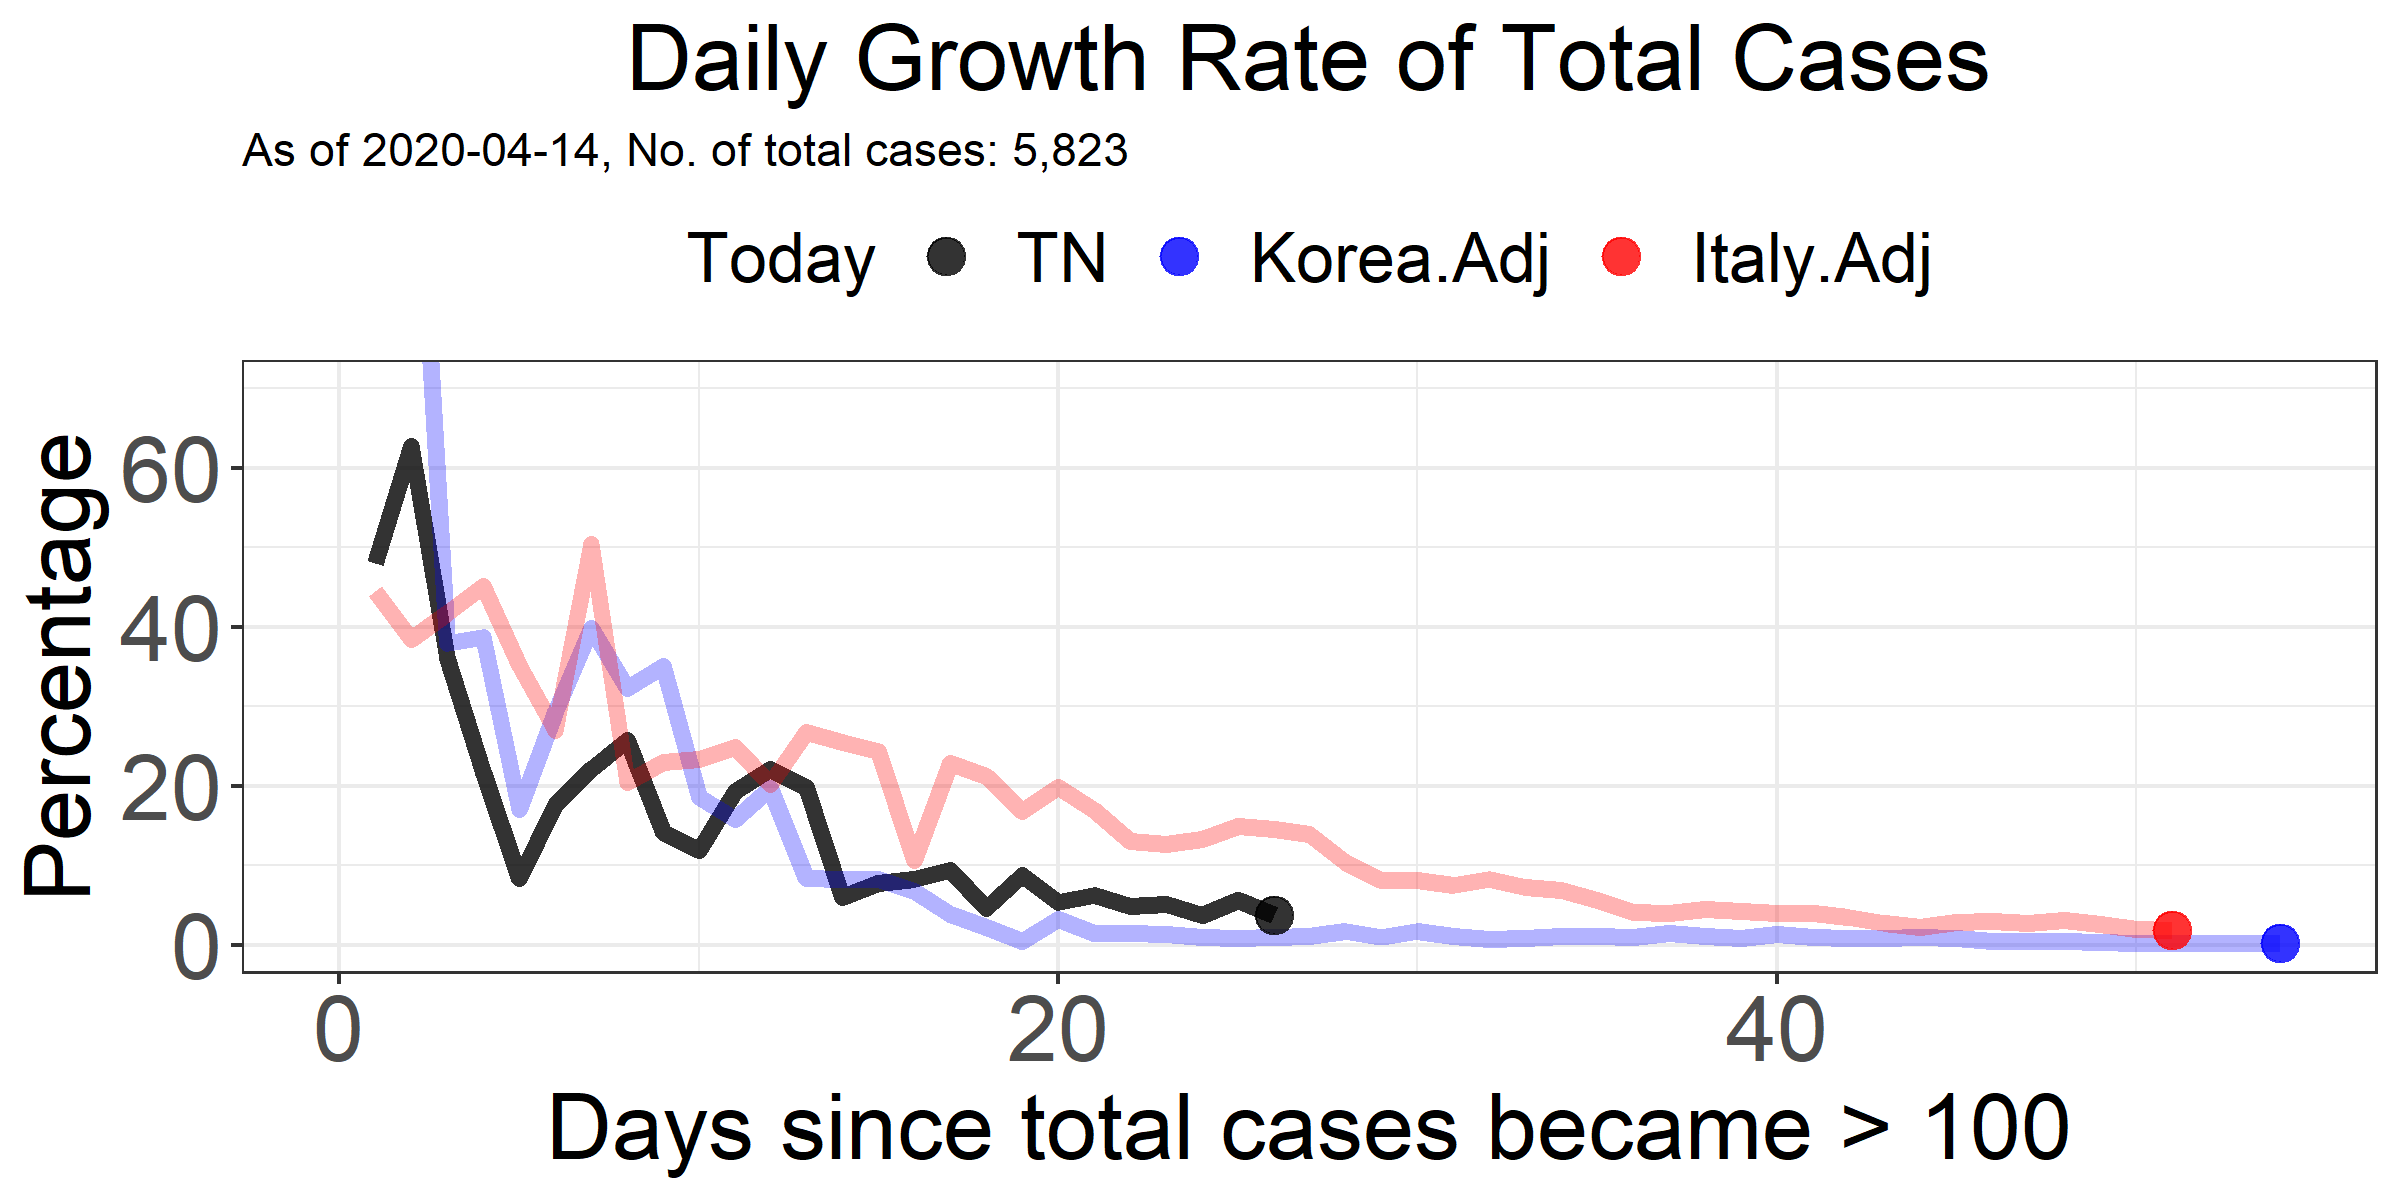 Daily Growth Rate of Total Cases
As of 2020-04-14, No. of total cases: 5,823
Today TN Korea.Adj Italy.Adj
Percentage
60
40
20
0
0 20 40
Days since total cases became > 100